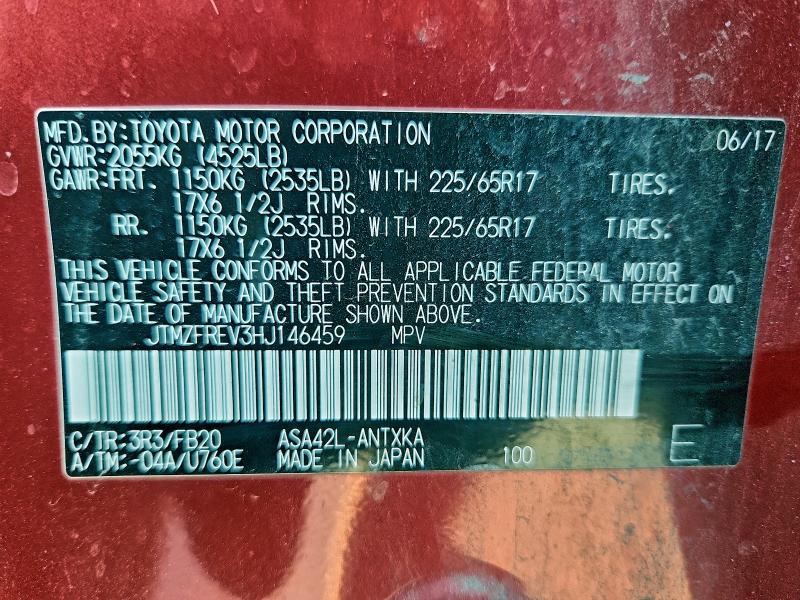 MFD. BY: TOYOTA MOTOR CORPORATION 06/17
GVWR: 2055KG (4525LB)
GAWR: FRT. 1150KG (2535LB) WITH 225/65R17 TIRES.
17X6 1/2J RIMS.
RR. 1150KG (2535LB) WITH 225/65R17 TIRES.
17X6 1/2J RIMS.
THIS VEHICLE CONFORMS TO ALL APPLICABLE FEDERAL MOTOR
VEHICLE SAFETY AND THEFT PREVENTION STANDARDS IN EFFECT ON
THE DATE OF MANUFACTURE SHOWN ABOVE.
JTMZFREV3HJ146459 MPV
C/TR: 3R3/FB20 ASA42L-ANTXKA
A/TM: -04A/U760E MADE IN JAPAN 100 E